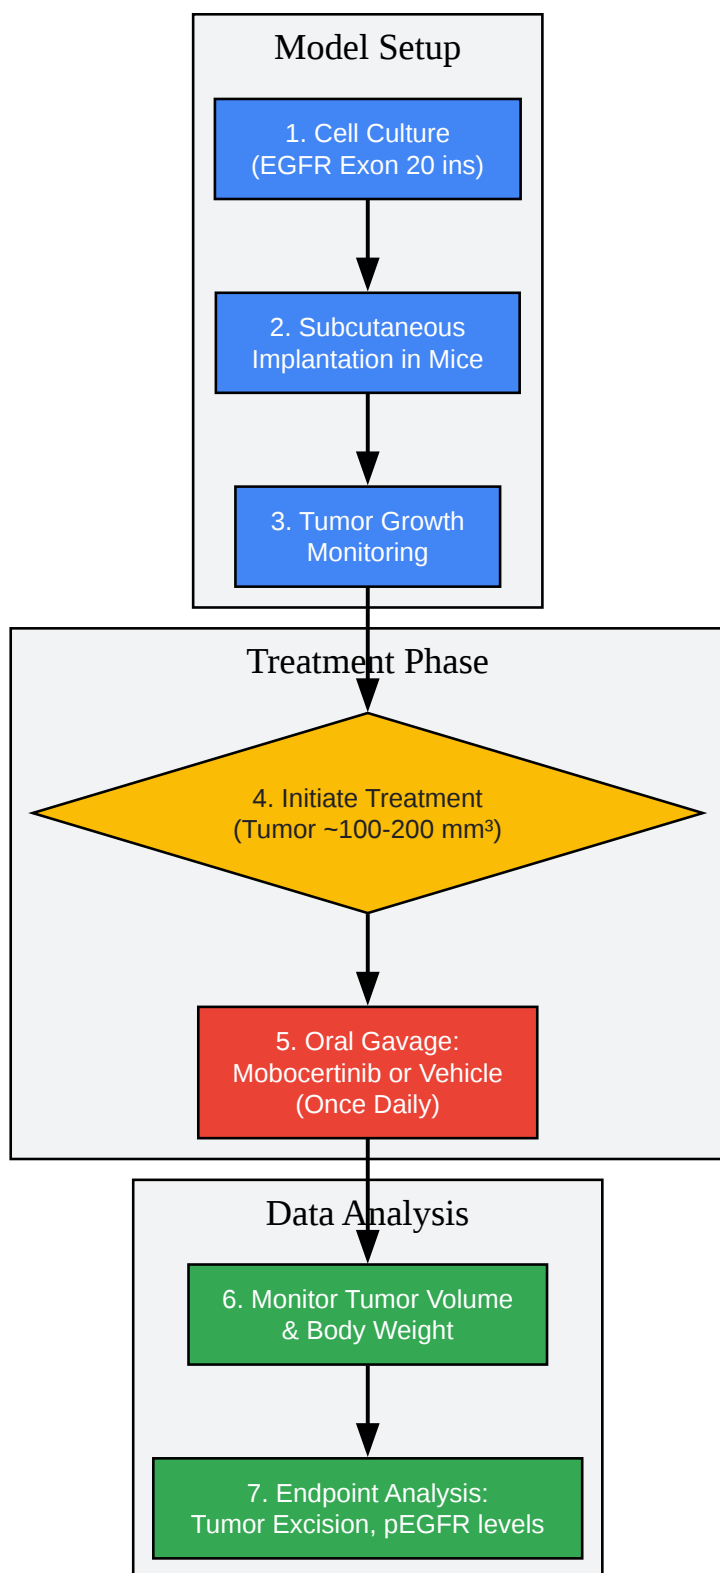 Model Setup
1. Cell Culture
(EGFR Exon 20 ins)
2. Subcutaneous
Implantation in Mice
3. Tumor Growth
Monitoring
Treatment Phase
4. Initiate Treatment
(Tumor ~100-200 mm³)
5. Oral Gavage:
Mobocertinib or Vehicle
(Once Daily)
Data Analysis
6. Monitor Tumor Volume
& Body Weight
7. Endpoint Analysis:
Tumor Excision, pEGFR levels